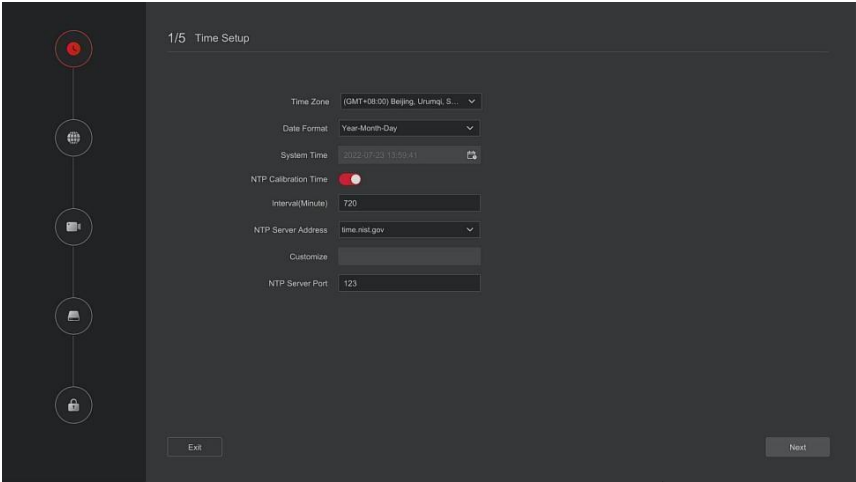 1/5 Time Setup
Time Zone (GMT+08:00) Beijing, Urumqi, S...
Date Format Year-Month-Day
System Time 2022-07-23 13:59:41
NTP Calibration Time
Interval(Minute) 720
NTP Server Address time.nist.gov
Customize
NTP Server Port 123
Exit Next